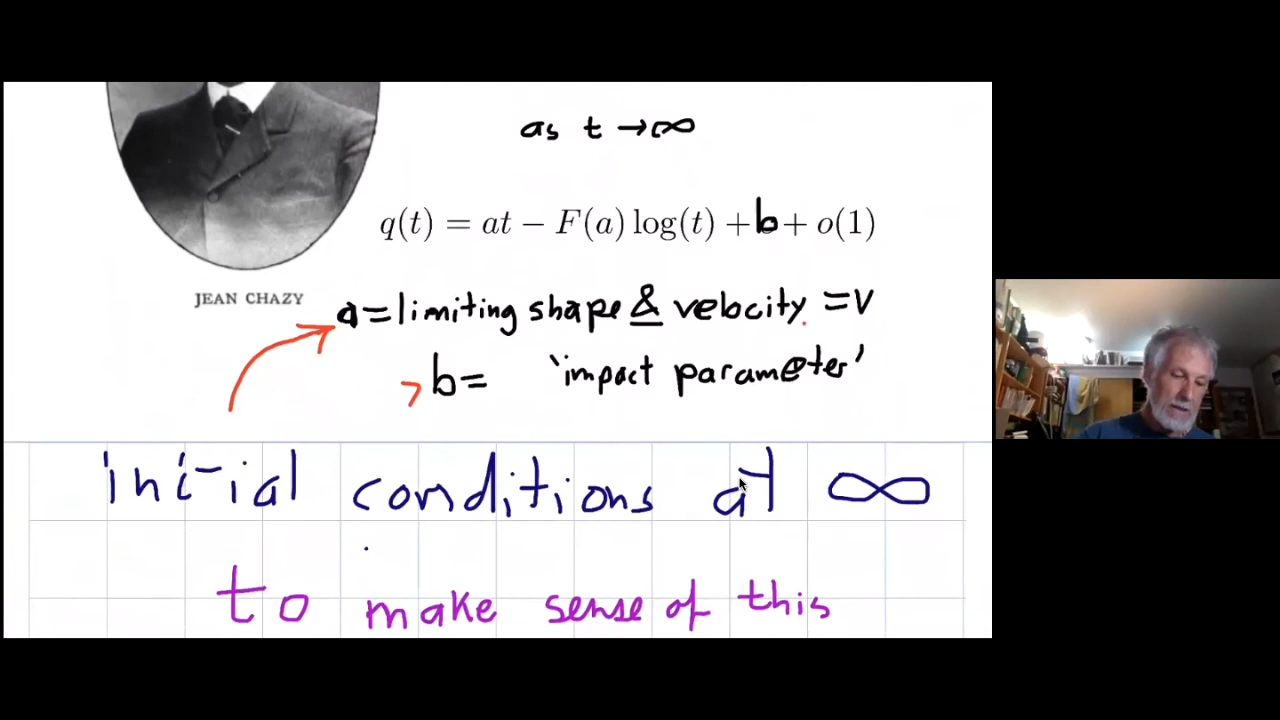 as t →∞
q(t) = at − F(a) log(t) + b + o(1)
JEAN CHAZY
a = limiting shape & velocity = v
b = 'impact parameter'
initial conditions at ∞
to make sense of this